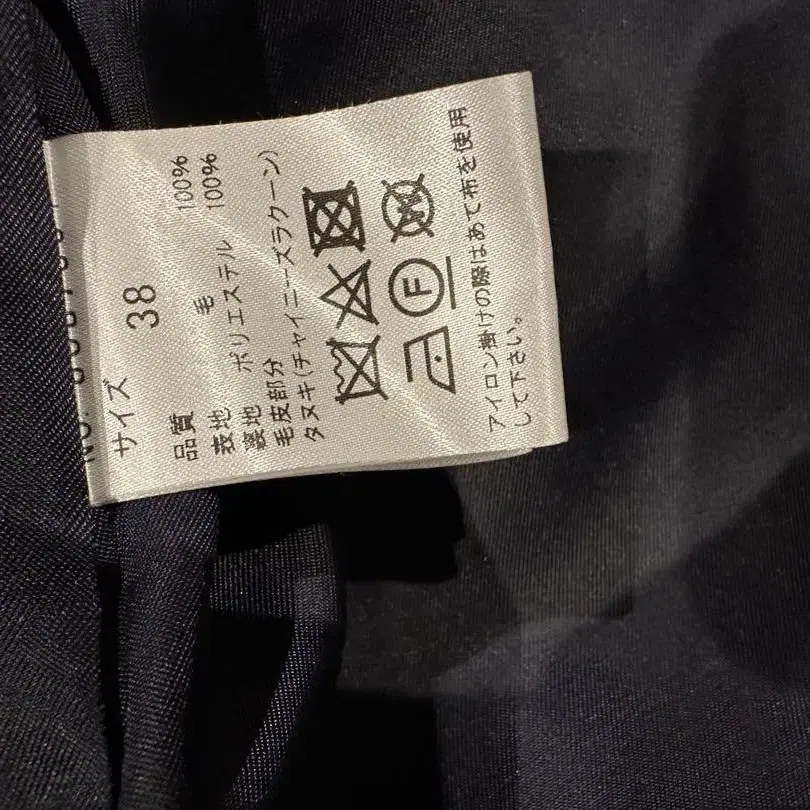 サイズ
38
品質
表地 毛 100%
裏地 ポリエステル 100%
毛皮部分
タヌキ(チャイニーズラクーン)
F
アイロン掛けの際はあて布を使用
して下さい。